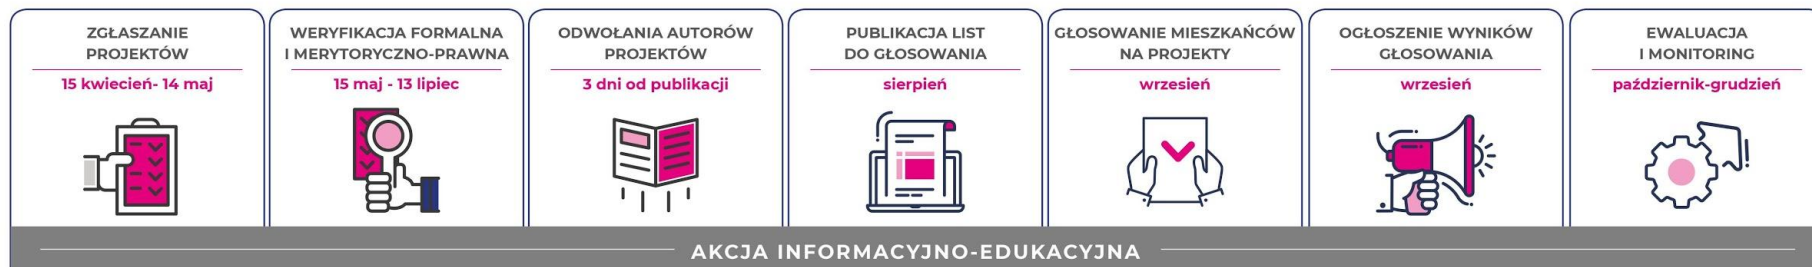 ZGŁASZANIE
PROJEKTÓW
15 kwiecień- 14 maj
WERYFIKACJA FORMALNA
I MERYTORYCZNO-PRAWNA
15 maj - 13 lipiec
ODWOŁANIA AUTORÓW
PROJEKTÓW
3 dni od publikacji
PUBLIKACJA LIST
DO GŁOSOWANIA
sierpień
GŁOSOWANIE MIESZKAŃCÓW
NA PROJEKTY
wrzesień
OGŁOSZENIE WYNIKÓW
GŁOSOWANIA
wrzesień
EWALUACJA
I MONITORING
październik-grudzień
AKCJA INFORMACYJNO-EDUKACYJNA